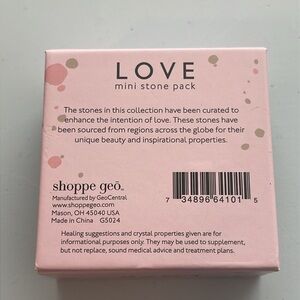 LOVE
mini stone pack
The stones in this collection have been curated to
enhance the intention of love. These stones have
been sourced from regions across the globe for their
unique beauty and inspirational properties.
shoppe geō™
Manufactured by GeoCentral
www.shoppegeo.com
Mason, OH 45040 USA
Made in China G5024
7 34896 64101 5
Healing suggestions and crystal properties given are for
informational purposes only. They may be used to supplement,
but not replace, sound medical advice and treatment plans.